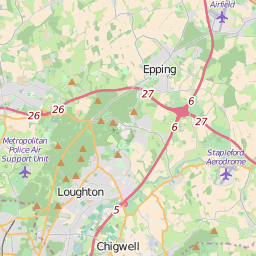 Airfield
Epping
27
6
26
26
6
27
Metropolitan
Police Air
Support Unit
Stapleford
Aerodrome
Loughton
5
Chigwell